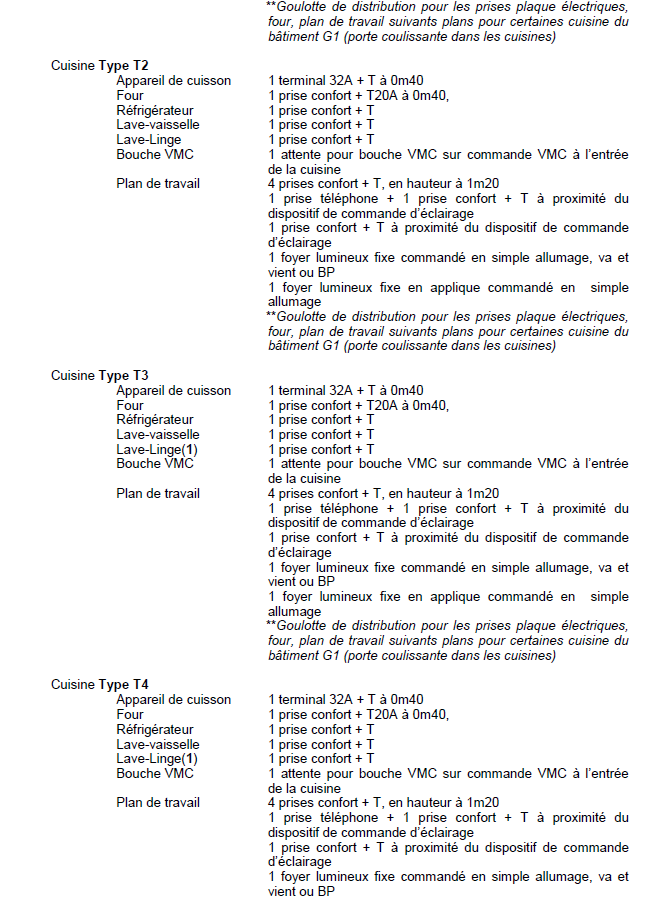 **Goulotte de distribution pour les prises plaque électriques,
four, plan de travail suivants plans pour certaines cuisine du
bâtiment G1 (porte coulissante dans les cuisines)
Cuisine Type T2
Appareil de cuisson 1 terminal 32A + T à 0m40
Four 1 prise confort + T20A à 0m40,
Réfrigérateur 1 prise confort + T
Lave-vaisselle 1 prise confort + T
Lave-Linge 1 prise confort + T
Bouche VMC 1 attente pour bouche VMC sur commande VMC à l'entrée
de la cuisine
Plan de travail 4 prises confort + T, en hauteur à 1m20
1 prise téléphone + 1 prise confort + T à proximité du
dispositif de commande d'éclairage
1 prise confort + T à proximité du dispositif de commande
d'éclairage
1 foyer lumineux fixe commandé en simple allumage, va et
vient ou BP
1 foyer lumineux fixe en applique commandé en simple
allumage
**Goulotte de distribution pour les prises plaque électriques,
four, plan de travail suivants plans pour certaines cuisine du
bâtiment G1 (porte coulissante dans les cuisines)
Cuisine Type T3
Appareil de cuisson 1 terminal 32A + T à 0m40
Four 1 prise confort + T20A à 0m40,
Réfrigérateur 1 prise confort + T
Lave-vaisselle 1 prise confort + T
Lave-Linge(1) 1 prise confort + T
Bouche VMC 1 attente pour bouche VMC sur commande VMC à l'entrée
de la cuisine
Plan de travail 4 prises confort + T, en hauteur à 1m20
1 prise téléphone + 1 prise confort + T à proximité du
dispositif de commande d'éclairage
1 prise confort + T à proximité du dispositif de commande
d'éclairage
1 foyer lumineux fixe commandé en simple allumage, va et
vient ou BP
1 foyer lumineux fixe en applique commandé en simple
allumage
**Goulotte de distribution pour les prises plaque électriques,
four, plan de travail suivants plans pour certaines cuisine du
bâtiment G1 (porte coulissante dans les cuisines)
Cuisine Type T4
Appareil de cuisson 1 terminal 32A + T à 0m40
Four 1 prise confort + T20A à 0m40,
Réfrigérateur 1 prise confort + T
Lave-vaisselle 1 prise confort + T
Lave-Linge(1) 1 prise confort + T
Bouche VMC 1 attente pour bouche VMC sur commande VMC à l'entrée
de la cuisine
Plan de travail 4 prises confort + T, en hauteur à 1m20
1 prise téléphone + 1 prise confort + T à proximité du
dispositif de commande d'éclairage
1 prise confort + T à proximité du dispositif de commande
d'éclairage
1 foyer lumineux fixe commandé en simple allumage, va et
vient ou BP